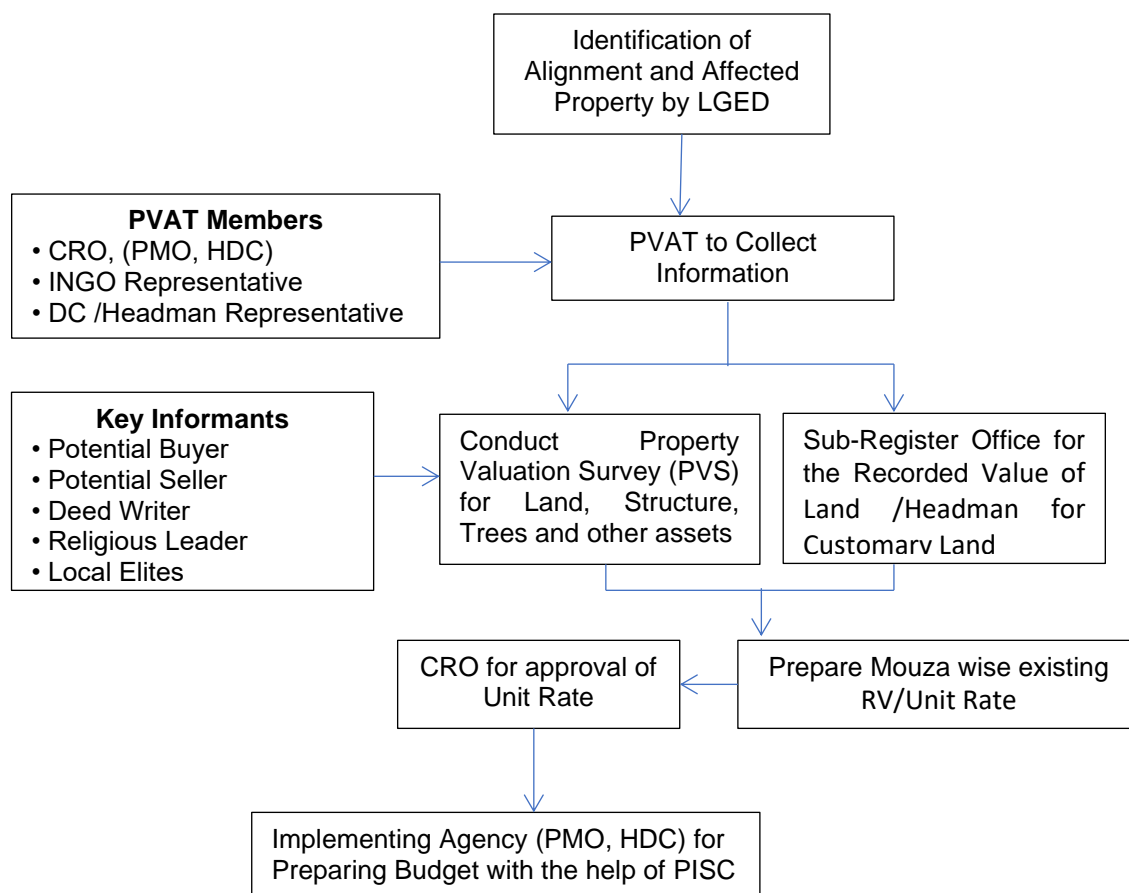 Identification of
Alignment and Affected
Property by LGED
PVAT Members
• CRO, (PMO, HDC)
• INGO Representative
• DC /Headman Representative
PVAT to Collect
Information
Key Informants
• Potential Buyer
• Potential Seller
• Deed Writer
• Religious Leader
• Local Elites
Conduct Property
Valuation Survey (PVS)
for Land, Structure,
Trees and other assets
Sub-Register Office for
the Recorded Value of
Land /Headman for
Customary Land
CRO for approval of
Unit Rate
Prepare Mouza wise existing
RV/Unit Rate
Implementing Agency (PMO, HDC) for
Preparing Budget with the help of PISC